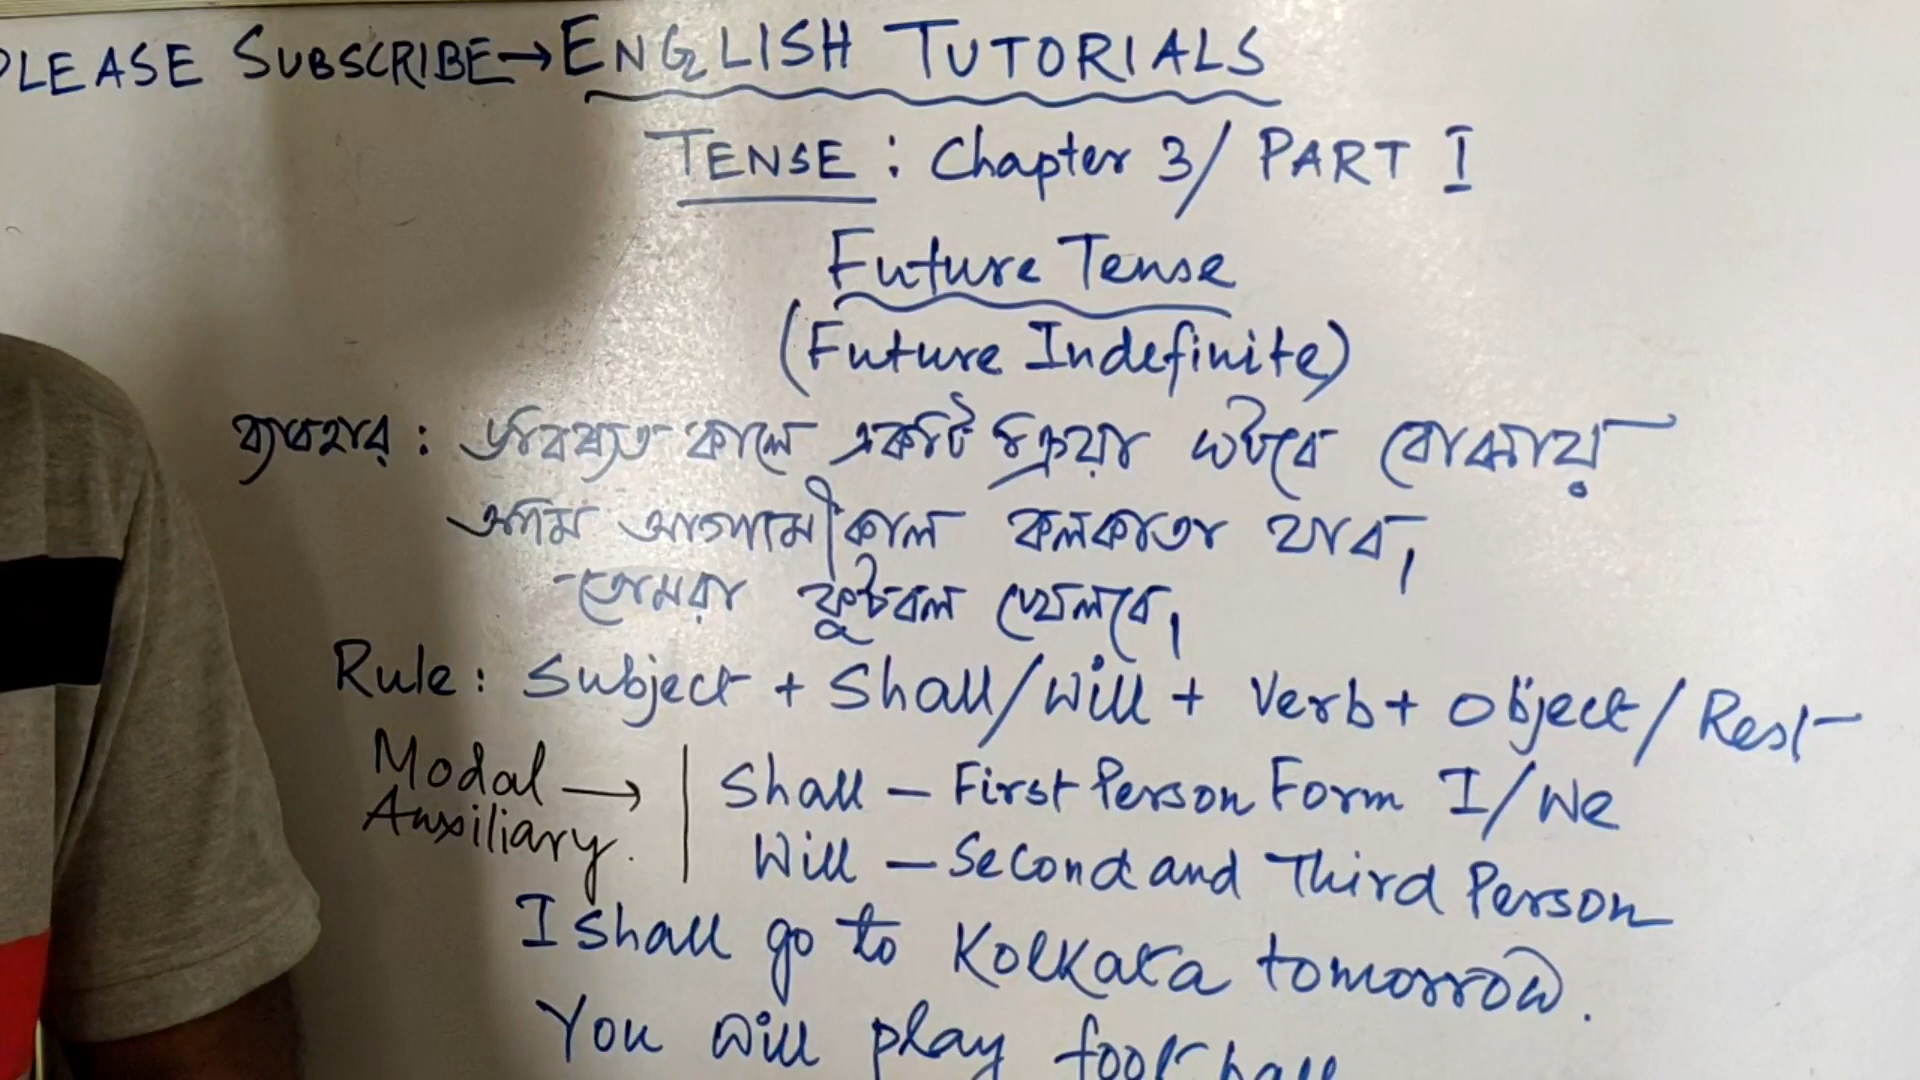 PLEASE SUBSCRIBE→ENGLISH TUTORIALS
TENSE : Chapter 3/ PART I
Future Tense
(Future Indefinite)
ব্যবহার : ভবিষ্যত কালে একটি ক্রিয়া ঘটবে বোঝায়
আমি আগামীকাল কলকাতা যাব।
তোমরা ফুটবল খেলবে।
Rule : Subject + Shall/Will + Verb + Object/Rest
Modal Auxiliary. → | Shall – First Person Form I/We
Will – Second and Third Person
I shall go to Kolkata tomorrow.
You will play football